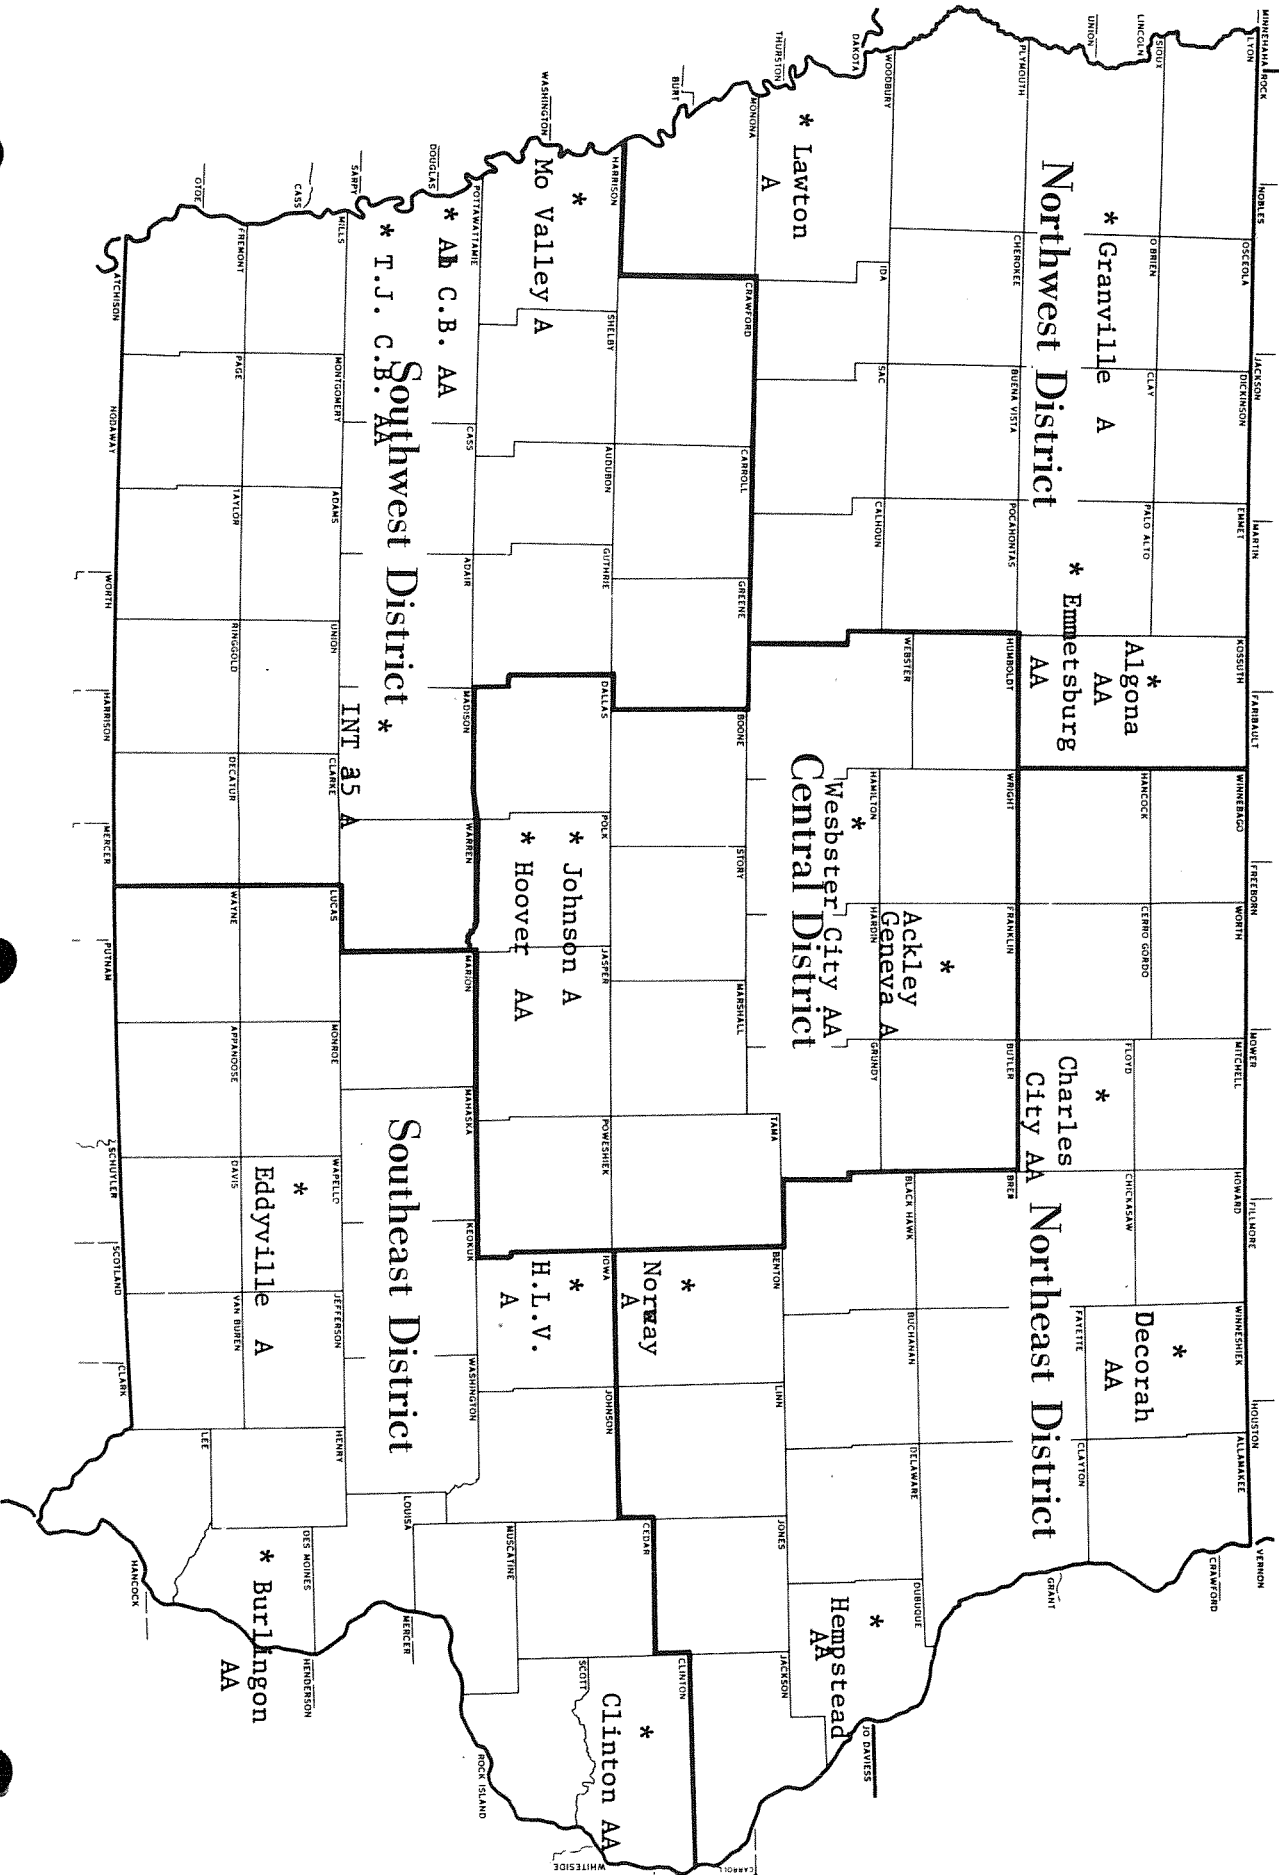 MINNEHAHA
ROCK
NOBLES
JACKSON
MARTIN
FARIBAULT
FREEBORN
MOWER
FILLMORE
HOUSTON
VERNON
LYON
OSCEOLA
DICKINSON
EMMET
KOSSUTH
WINNEBAGO
WORTH
MITCHELL
HOWARD
WINNESHIEK
ALLAMAKEE
CRAWFORD
LINCOLN
SIOUX
O BRIEN
CLAY
PALO ALTO
HANCOCK
CERRO GORDO
FLOYD
CHICKASAW
FAYETTE
CLAYTON
GRANT
UNION
* Granville A
*
Algona
AA
*
Decorah
AA
* Emmetsburg
AA
*
Charles
City AA
Northwest District
Northeast District
PLYMOUTH
CHEROKEE
BUENA VISTA
POCAHONTAS
HUMBOLDT
WRIGHT
FRANKLIN
BUTLER
BREM
*
Ackley
Geneva A
WEBSTER
BLACK HAWK
BUCHANAN
DELAWARE
DUBUQUE
DAKOTA
WOODBURY
IDA
SAC
CALHOUN
HAMILTON
HARDIN
GRUNDY
JO DAVIESS
*
Wesbster City AA
Central District
*
Hempstead
AA
THURSTON
* Lawton
A
MONONA
CRAWFORD
CARROLL
GREENE
BOONE
STORY
MARSHALL
TAMA
BENTON
LINN
JONES
JACKSON
CARROLL
BURT
*
Norway
A
HARRISON
SHELBY
AUDUBON
GUTHRIE
DALLAS
POLK
JASPER
POWESHIEK
IOWA
JOHNSON
CEDAR
CLINTON
*
Clinton AA
WHITESIDE
WASHINGTON
*
Mo Valley A
* Johnson A
* Hoover AA
*
H.L.V.
A
MUSCATINE
SCOTT
ROCK ISLAND
DOUGLAS
POTTAWATTAMIE
CASS
ADAIR
MADISON
WARREN
MARION
MAHASKA
KEOKUK
WASHINGTON
LOUISA
MERCER
* Ab C.B. AA
* T.J. C.B. AA
Southwest District
*
INT 35 A
Southeast District
SARPY
MILLS
MONTGOMERY
ADAMS
UNION
CLARKE
LUCAS
MONROE
WAPELLO
JEFFERSON
HENRY
DES MOINES
HENDERSON
CASS
*
Eddyville A
* Burlingon
AA
OTOE
FREMONT
PAGE
TAYLOR
RINGGOLD
DECATUR
WAYNE
APPANOOSE
DAVIS
VAN BUREN
LEE
HANCOCK
ATCHISON
NODAWAY
WORTH
HARRISON
MERCER
PUTNAM
SCHUYLER
SCOTLAND
CLARK